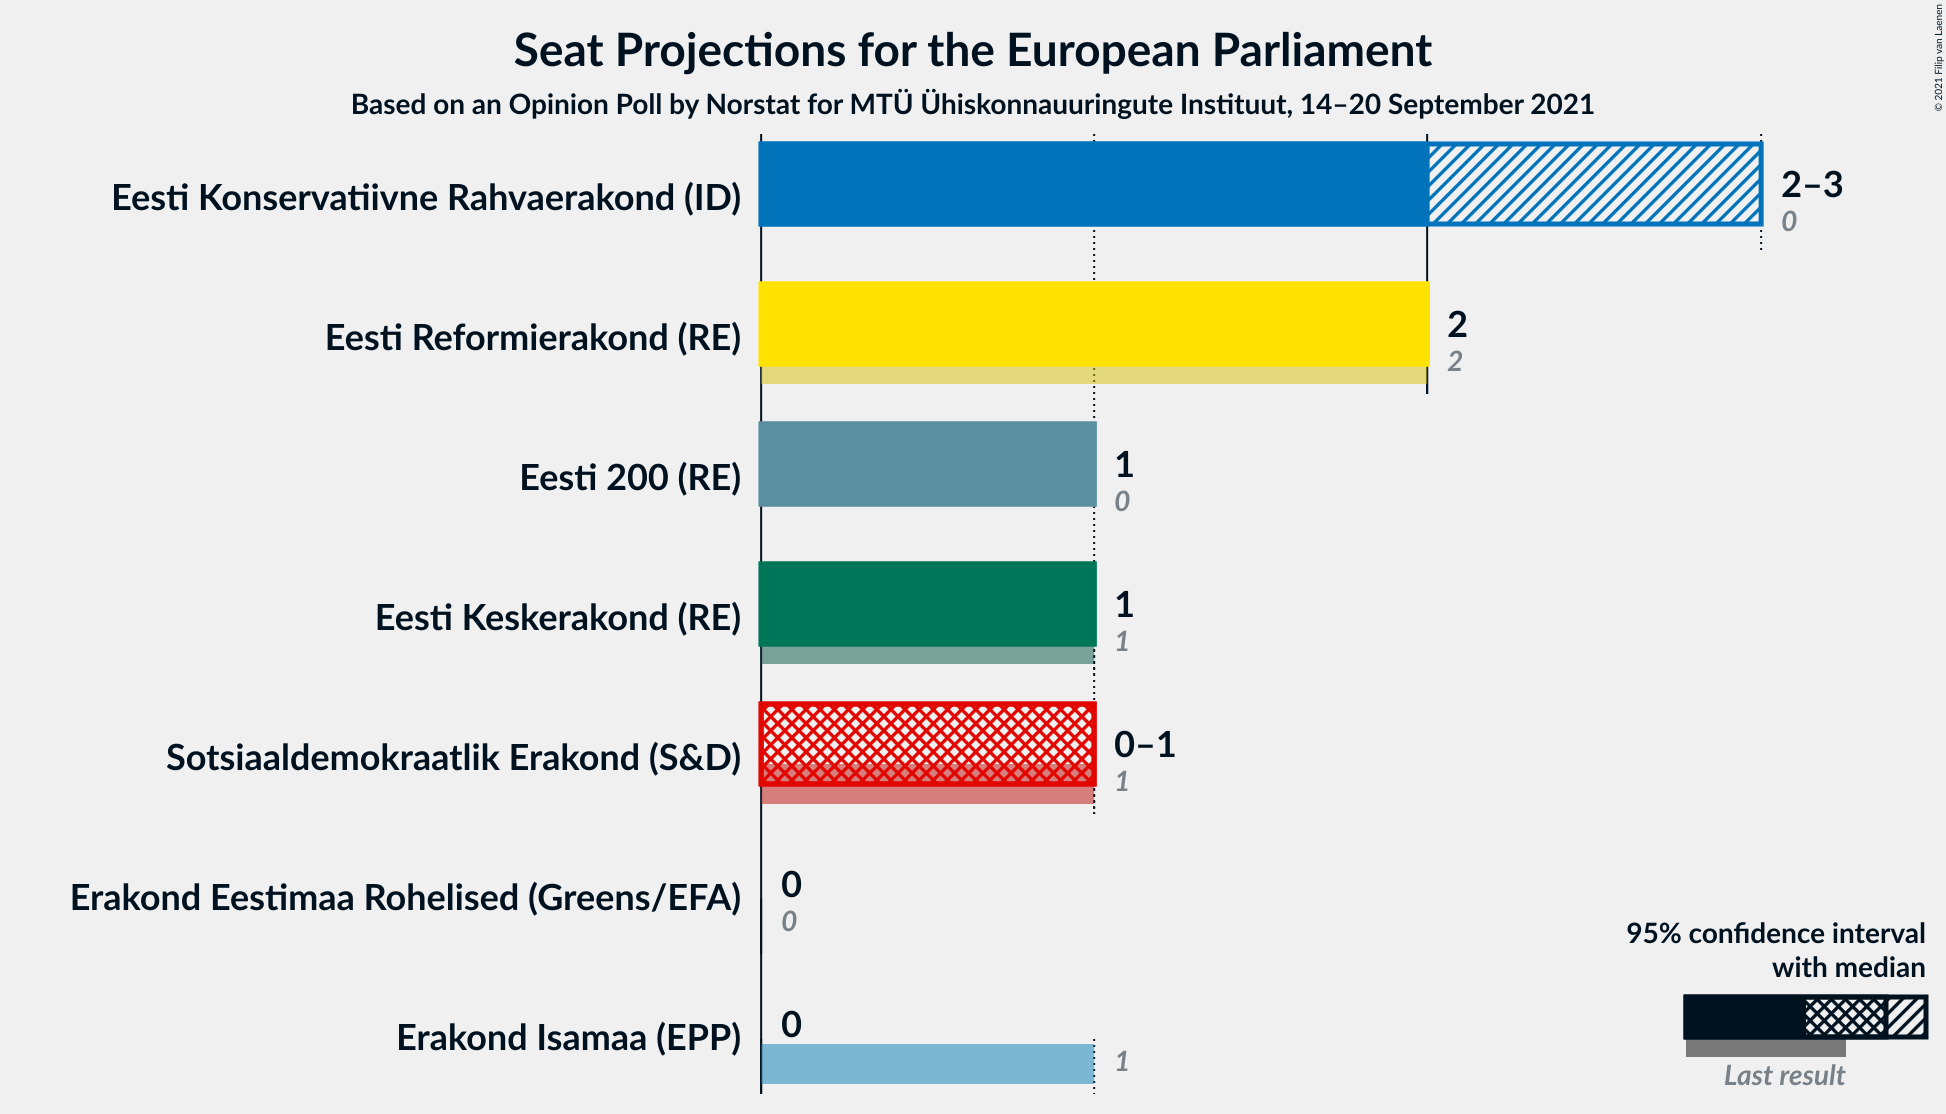 Seat Projections for the European Parliament
Based on an Opinion Poll by Norstat for MTÜ Ühiskonnauuringute Instituut, 14–20 September 2021
© 2021 Filip van Laenen
Eesti Konservatiivne Rahvaerakond (ID)
2–3
0
Eesti Reformierakond (RE)
2
2
Eesti 200 (RE)
1
0
Eesti Keskerakond (RE)
1
1
Sotsiaaldemokraatlik Erakond (S&D)
0–1
1
Erakond Eestimaa Rohelised (Greens/EFA)
0
0
Erakond Isamaa (EPP)
0
1
95% confidence interval
with median
Last result